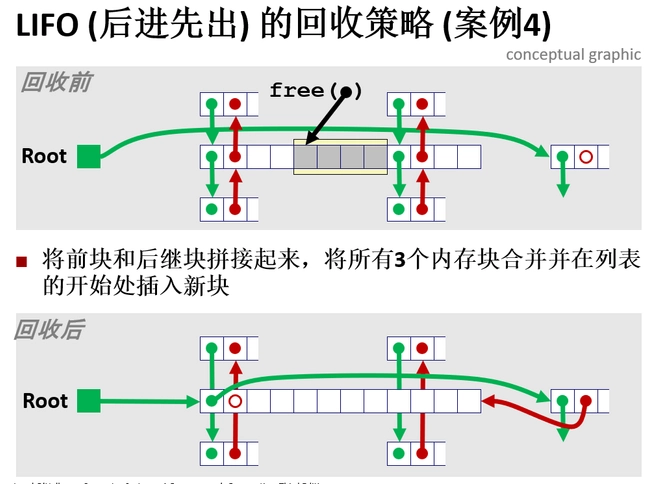 LIFO (后进先出) 的回收策略 (案例4)
conceptual graphic
回收前
free( )
Root
■ 将前块和后继块拼接起来，将所有3个内存块合并并在列表
的开始处插入新块
回收后
Root